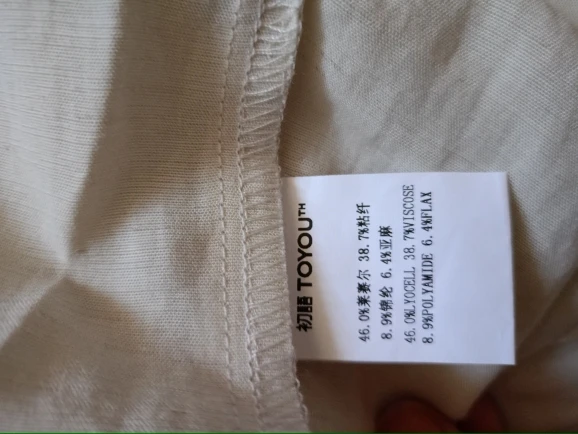 初語 TOYOU™
46.0%莱赛尔 38.7%粘纤
8.9%锦纶 6.4%亚麻
46.0%LYOCELL 38.7%VISCOSE
8.9%POLYAMIDE 6.4%FLAX